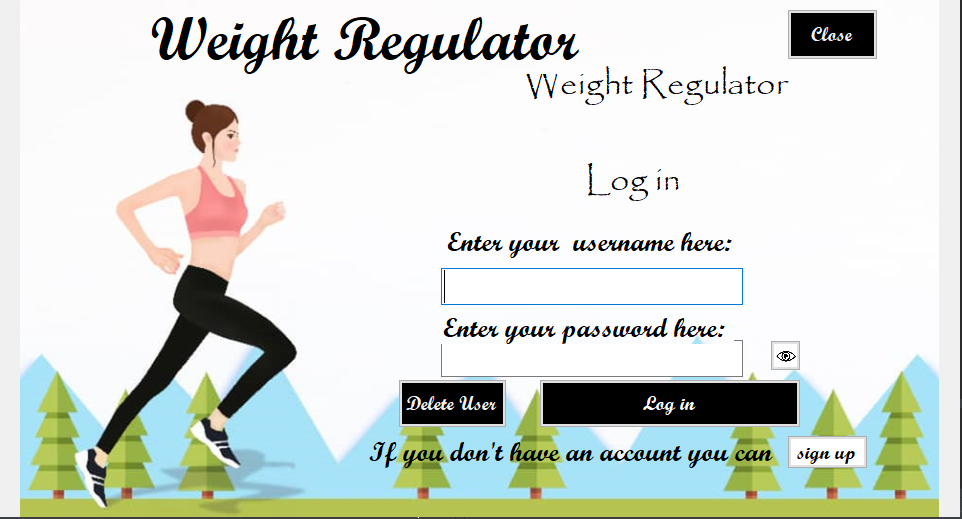 Weight Regulator
Close
Weight Regulator
Log in
Enter your username here:
Enter your password here:
Delete User
Log in
If you don't have an account you can
sign up